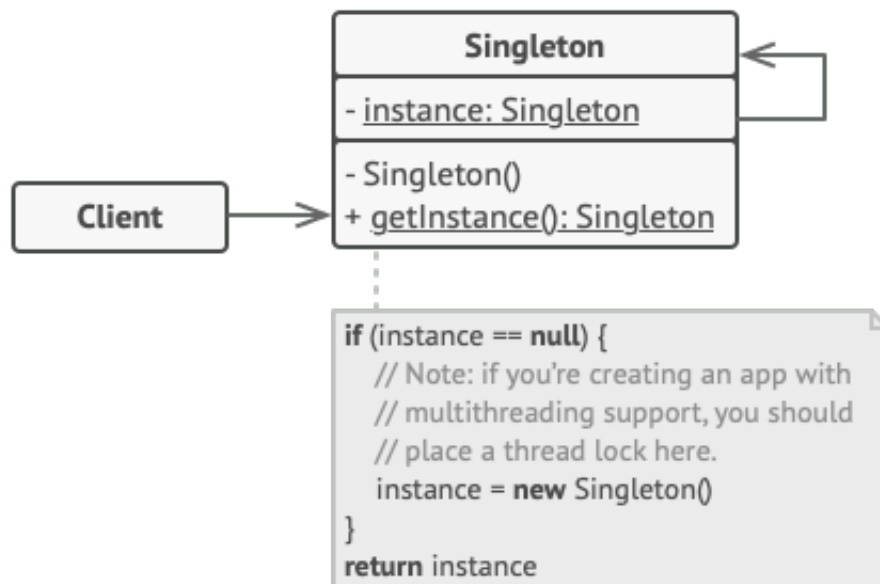 Singleton
- instance: Singleton
- Singleton()
+ getInstance(): Singleton
Client
if (instance == null) {
// Note: if you’re creating an app with
// multithreading support, you should
// place a thread lock here.
instance = new Singleton()
}
return instance